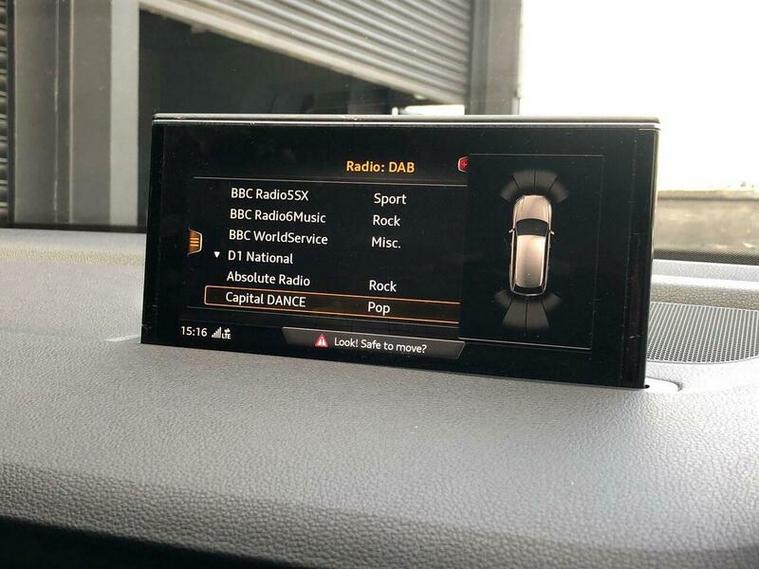 Radio: DAB
BBC Radio5SX Sport
BBC Radio6Music Rock
BBC WorldService Misc.
▼ D1 National
Absolute Radio Rock
Capital DANCE Pop
15:16 LTE
Look! Safe to move?